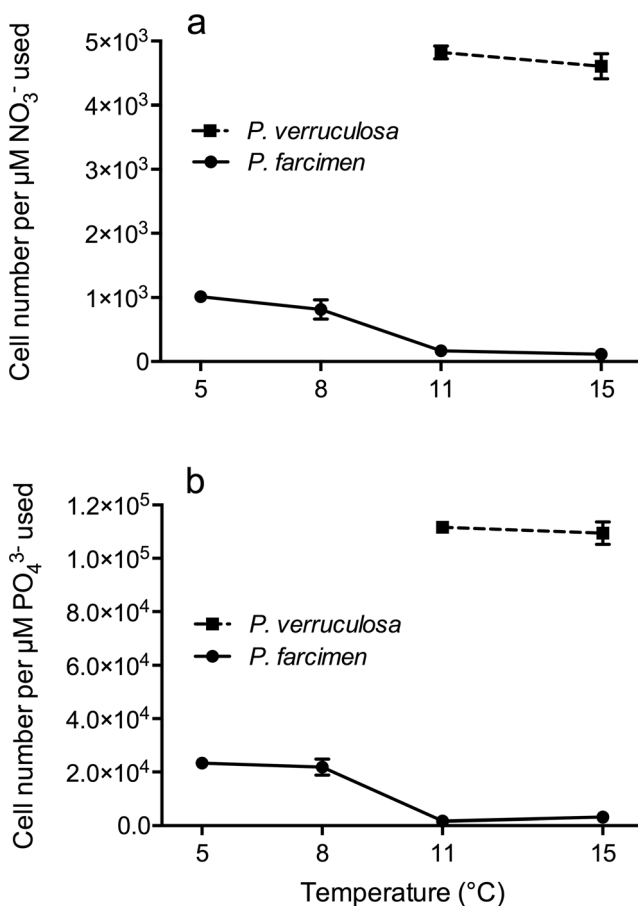 a
Cell number per µM NO₃⁻ used
5×10³
4×10³
3×10³
2×10³
1×10³
0
P. verruculosa
P. farcimen
5 8 11 15
b
Cell number per µM PO₄³⁻ used
1.2×10⁵
1.0×10⁵
8.0×10⁴
6.0×10⁴
4.0×10⁴
2.0×10⁴
0.0
P. verruculosa
P. farcimen
5 8 11 15
Temperature (°C)